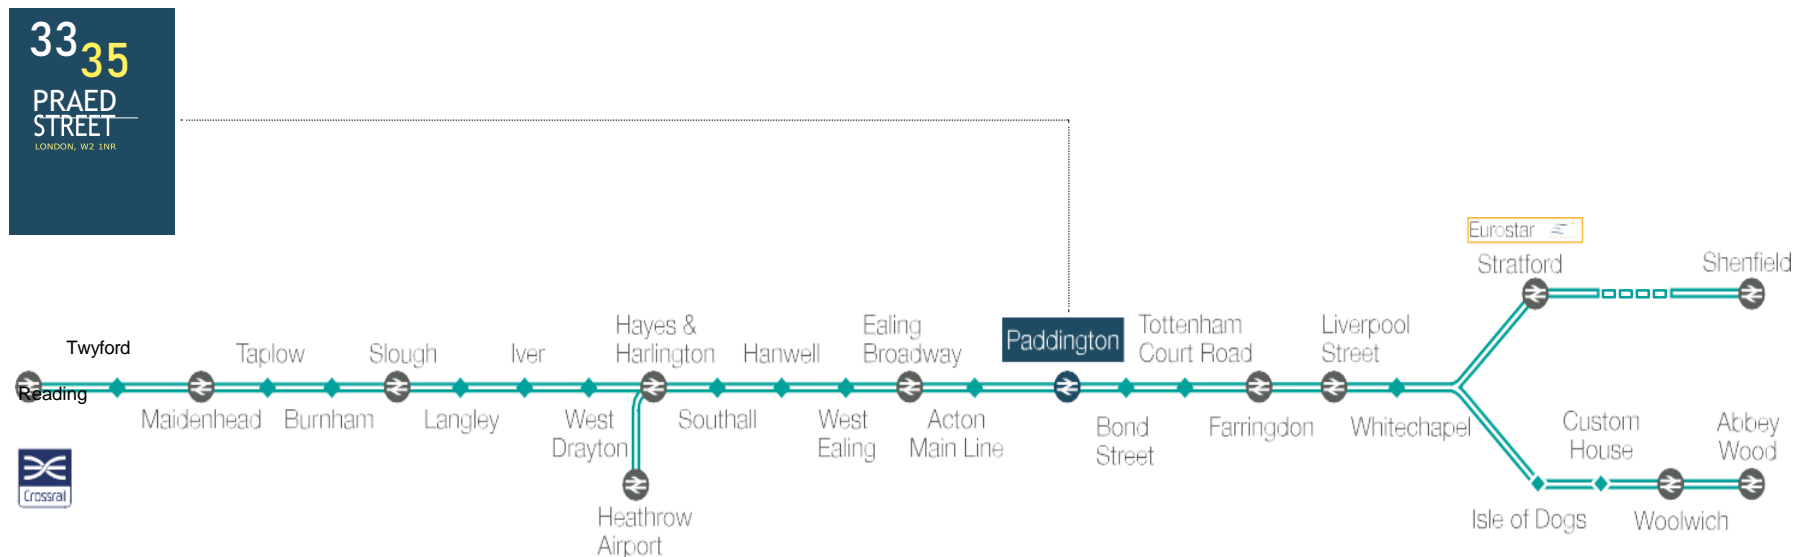 33
35
PRAED
STREET
LONDON, W2 1NR
Eurostar
Stratford
Shenfield
Twyford
Taplow
Slough
Iver
Hayes &
Harlington
Hanwell
Ealing
Broadway
Paddington
Tottenham
Court Road
Liverpool
Street
Reading
Maidenhead
Burnham
Langley
West
Drayton
Southall
West
Ealing
Acton
Main Line
Bond
Street
Farringdon
Whitechapel
Custom
House
Abbey
Wood
Crossrail
Heathrow
Airport
Isle of Dogs
Woolwich